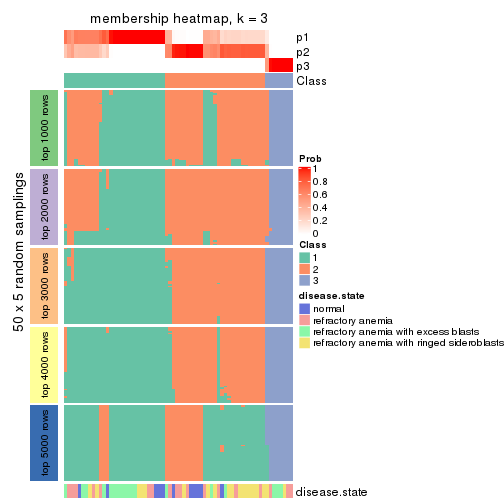 membership heatmap, k = 3
p1
p2
p3
Class
50 x 5 random samplings
top 1000 rows
top 2000 rows
top 3000 rows
top 4000 rows
top 5000 rows
disease.state
Prob
1
0.8
0.6
0.4
0.2
0
Class
1
2
3
disease.state
normal
refractory anemia
refractory anemia with excess blasts
refractory anemia with ringed sideroblasts